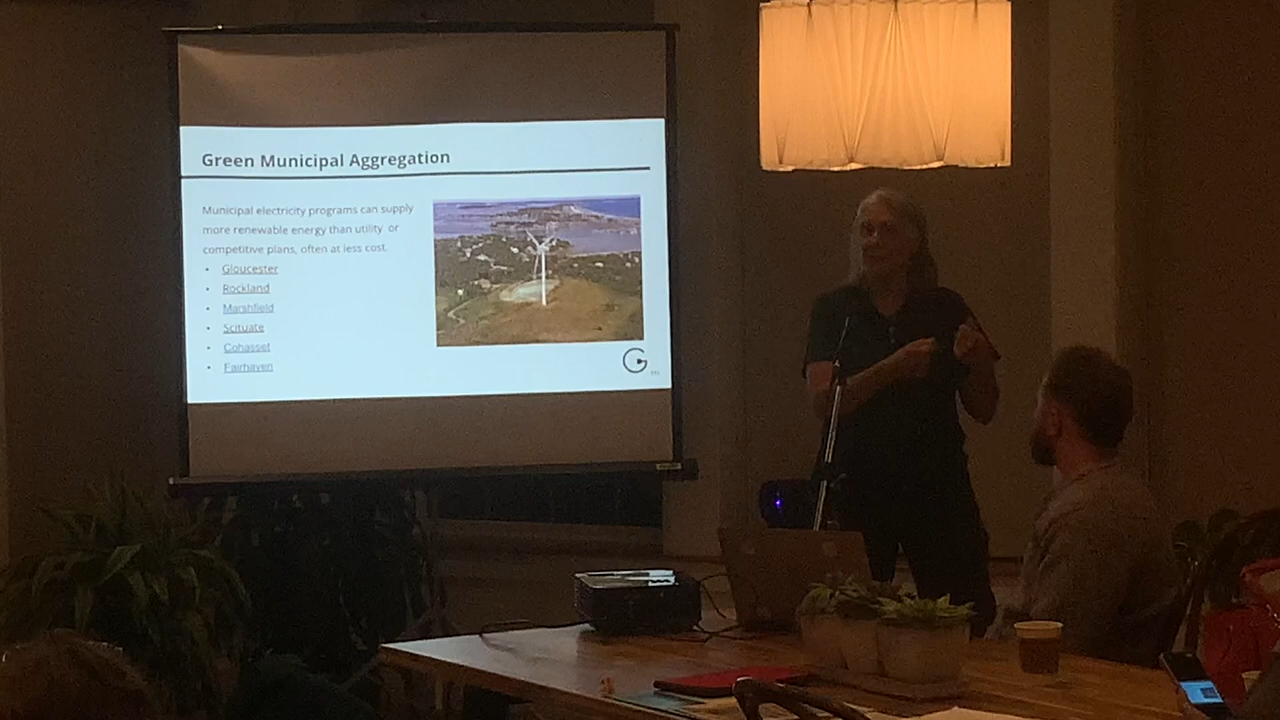 Green Municipal Aggregation
Municipal electricity programs can supply
more renewable energy than utility or
competitive plans, often at less cost.
• Gloucester
• Rockland
• Marshfield
• Scituate
• Cohasset
• Fairhaven
G